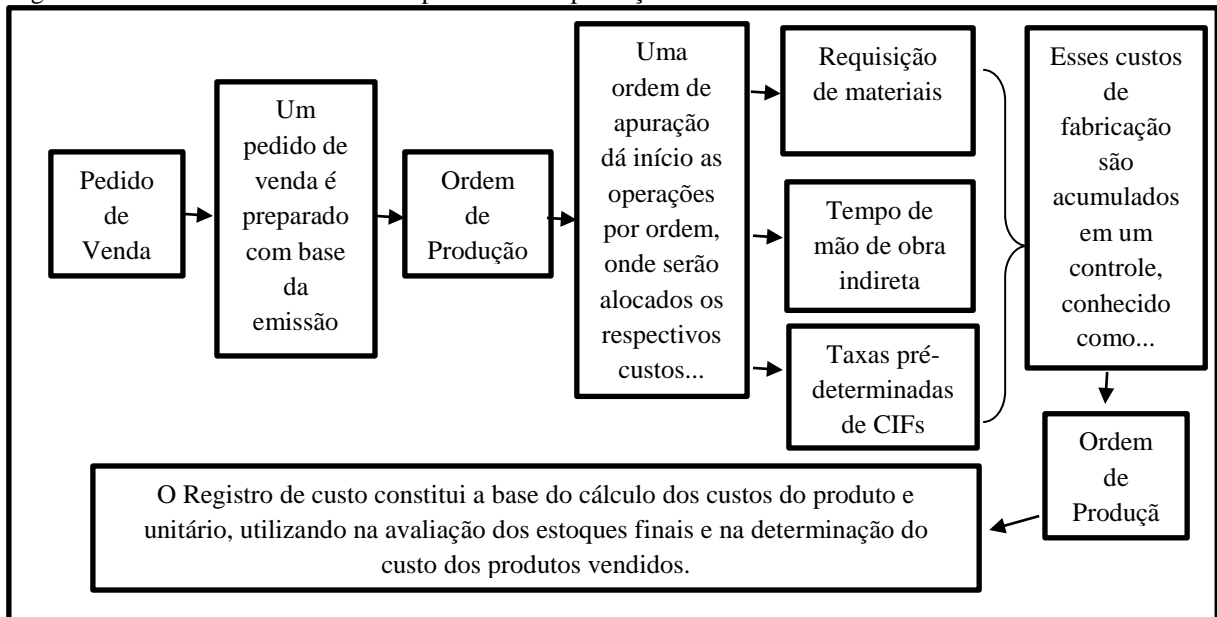 Pedido
de
Venda
Um
pedido de
venda é
preparado
com base
da
emissão
Ordem
de
Produção
Uma
ordem de
apuração
dá início as
operações
por ordem,
onde serão
alocados os
respectivos
custos...
Requisição
de materiais
Tempo de
mão de obra
indireta
Taxas pré-
determinadas
de CIFs
Esses custos
de
fabricação
são
acumulados
em um
controle,
conhecido
como...
Ordem
de
Produçã
O Registro de custo constitui a base do cálculo dos custos do produto e
unitário, utilizando na avaliação dos estoques finais e na determinação do
custo dos produtos vendidos.